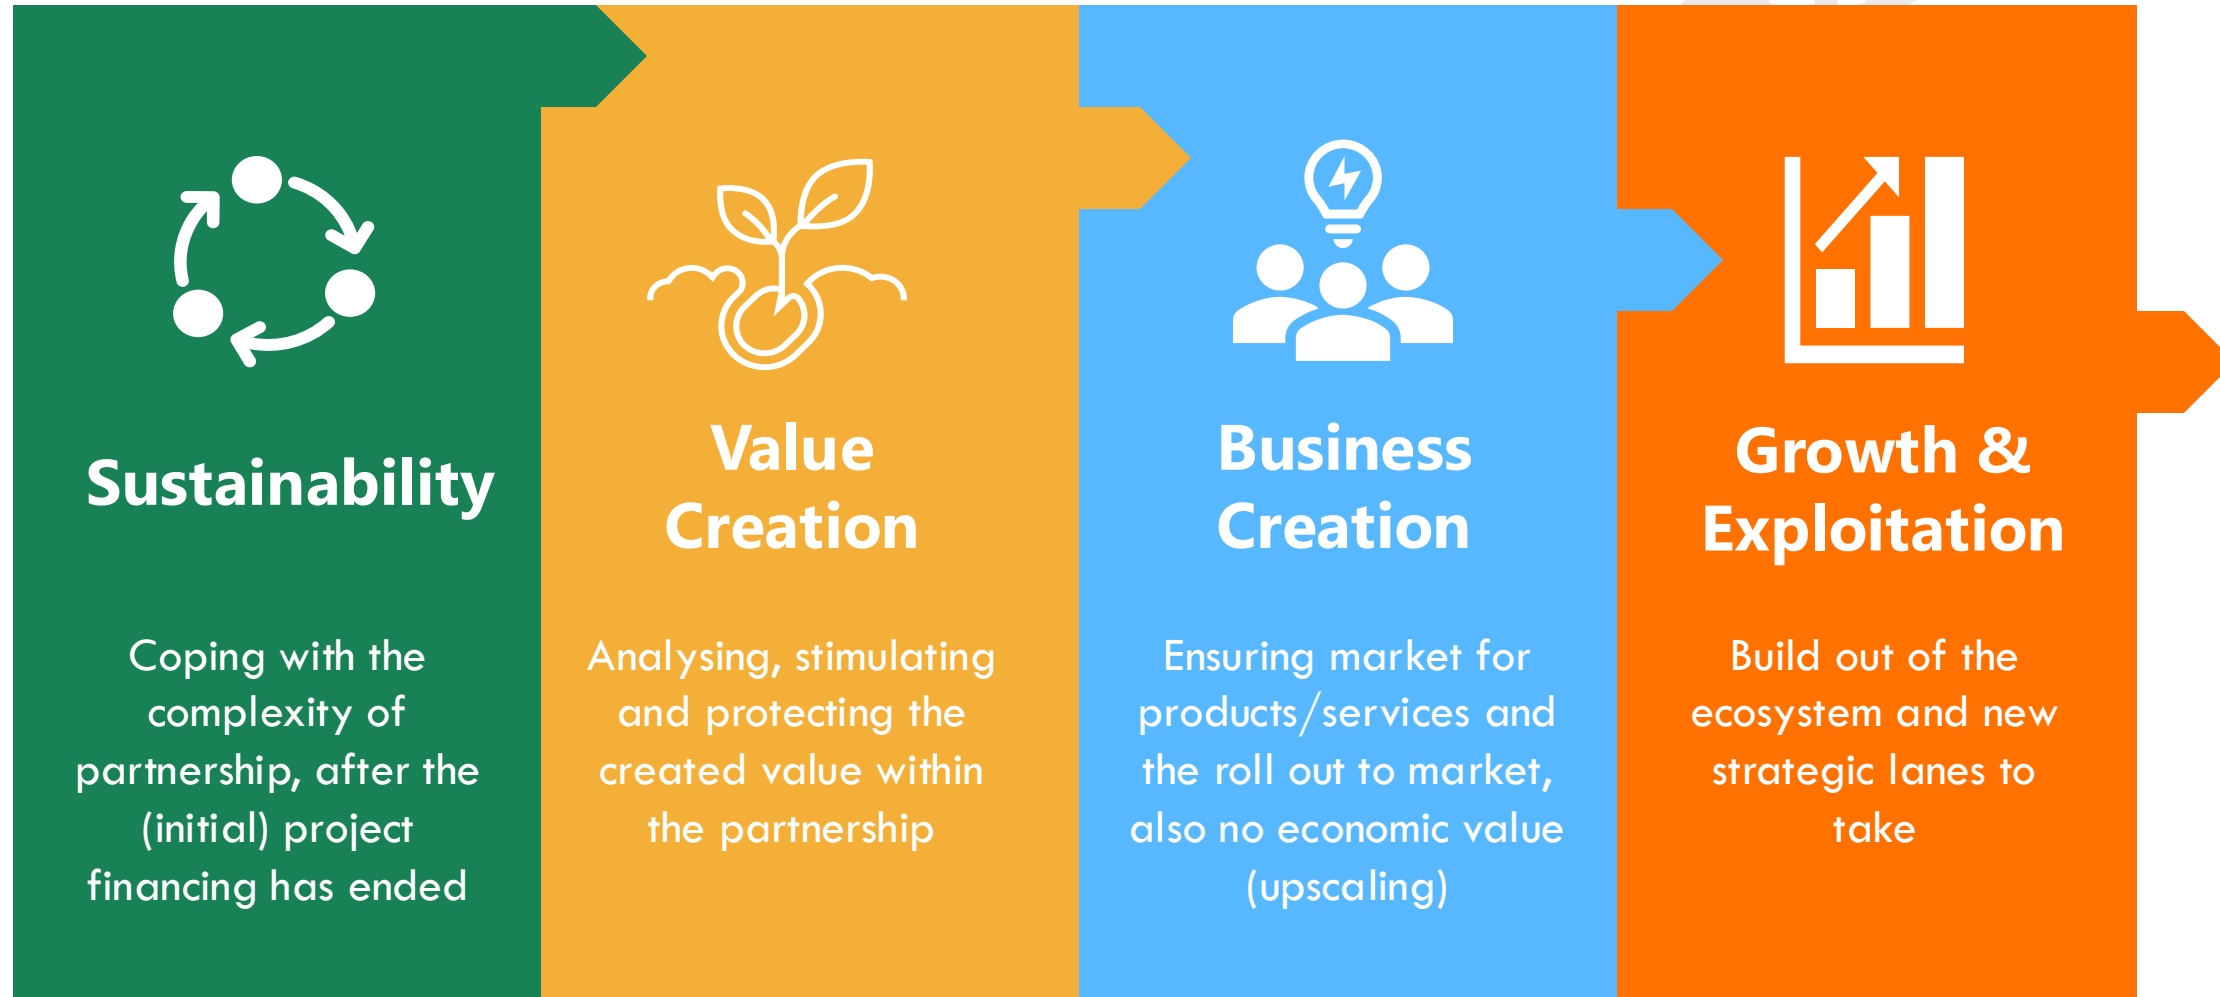 Sustainability
Coping with the
complexity of
partnership, after the
(initial) project
financing has ended
Value
Creation
Analysing, stimulating
and protecting the
created value within
the partnership
Business
Creation
Ensuring market for
products/services and
the roll out to market,
also no economic value
(upscaling)
Growth &
Exploitation
Build out of the
ecosystem and new
strategic lanes to
take